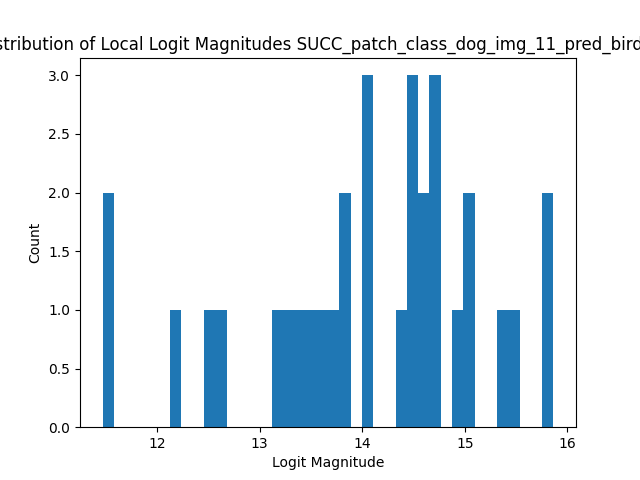 stribution of Local Logit Magnitudes SUCC_patch_class_dog_img_11_pred_bird
3.0
2.5
2.0
1.5
1.0
0.5
0.0
Count
12 13 14 15 16
Logit Magnitude